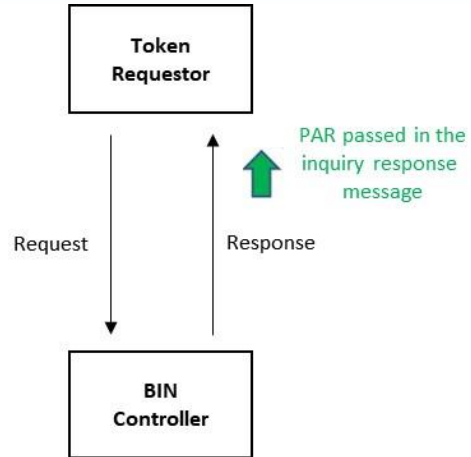 Token
Requestor
PAR passed in the
inquiry response
message
Request
Response
BIN
Controller